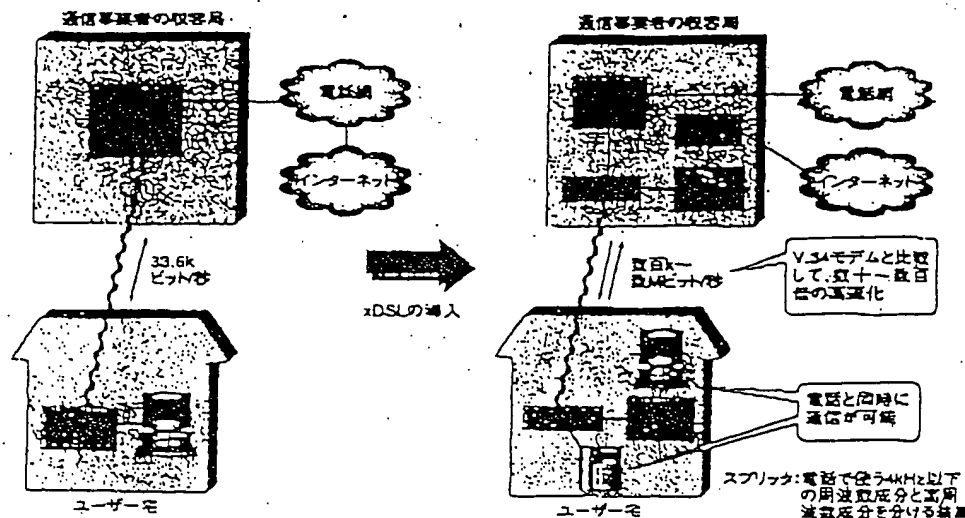 通信事業者の収容局
電話網
インターネット
33.6k
ビット/秒
ユーザー宅
xDSLの導入
通信事業者の収容局
電話網
インターネット
数百k〜
数Mビット/秒
V.34モデムと比較
して、数十〜数百
倍の高速化
電話と同時に
通信が可能
ユーザー宅
スプリッタ:電話で使う4kHz以下
の周波数成分と高周
波数成分を分ける装置